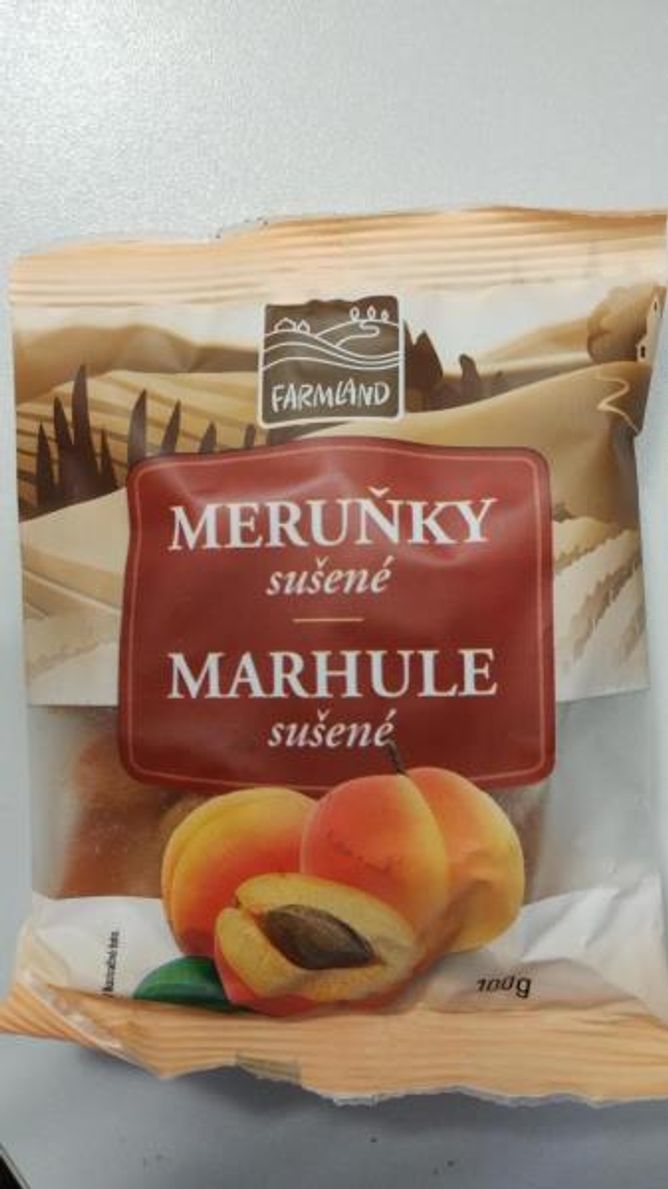 FARMLAND
MERUŇKY
sušené
MARHULE
sušené
100g